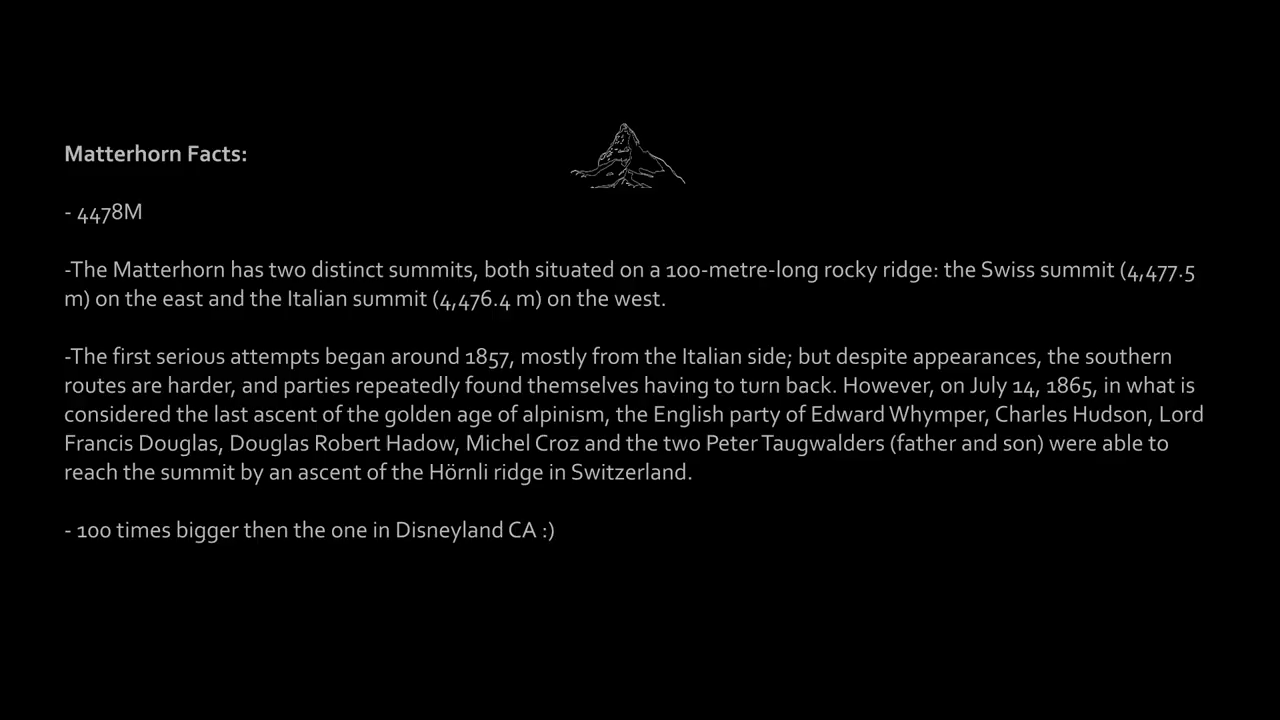 Matterhorn Facts:
- 4478M
-The Matterhorn has two distinct summits, both situated on a 100-metre-long rocky ridge: the Swiss summit (4,477.5
m) on the east and the Italian summit (4,476.4 m) on the west.
-The first serious attempts began around 1857, mostly from the Italian side; but despite appearances, the southern
routes are harder, and parties repeatedly found themselves having to turn back. However, on July 14, 1865, in what is
considered the last ascent of the golden age of alpinism, the English party of Edward Whymper, Charles Hudson, Lord
Francis Douglas, Douglas Robert Hadow, Michel Croz and the two Peter Taugwalders (father and son) were able to
reach the summit by an ascent of the Hörnli ridge in Switzerland.
- 100 times bigger then the one in Disneyland CA :)